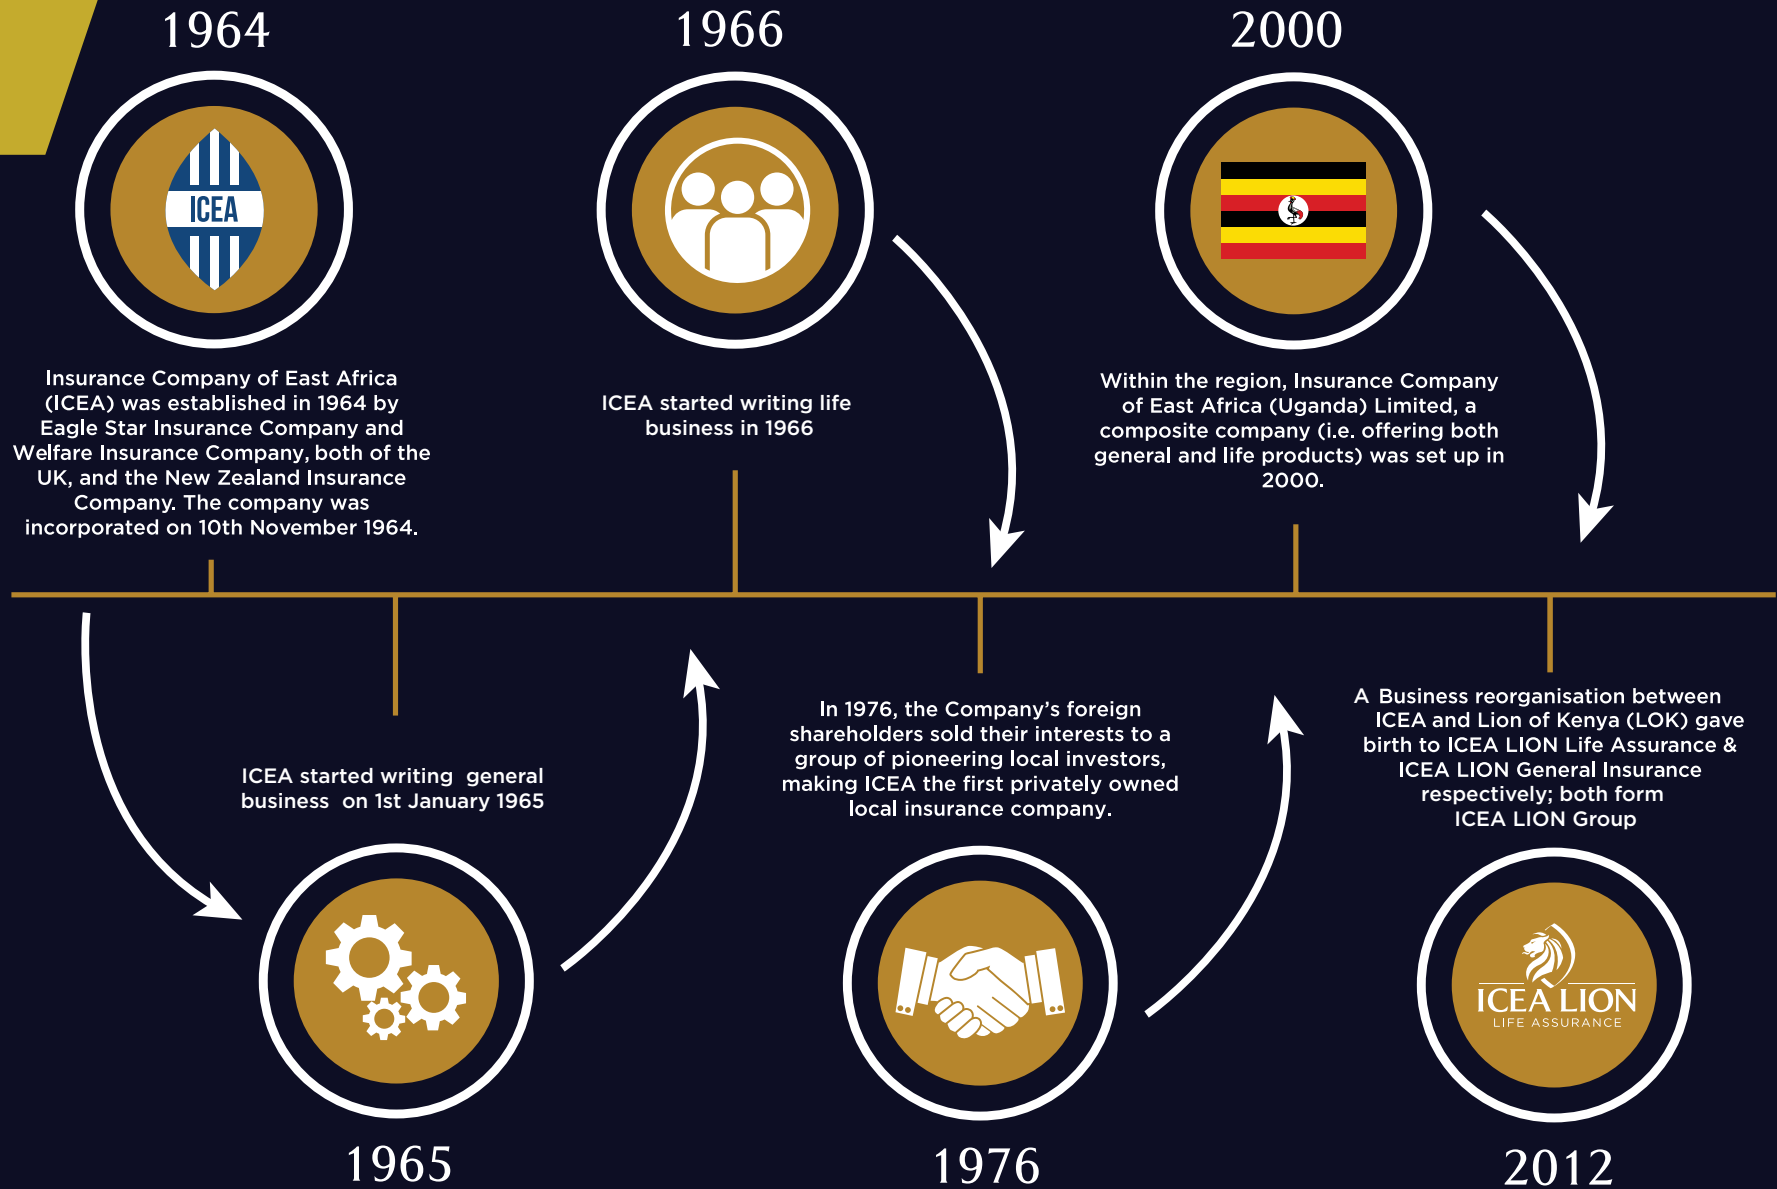 1964
ICEA
Insurance Company of East Africa
(ICEA) was established in 1964 by
Eagle Star Insurance Company and
Welfare Insurance Company, both of the
UK, and the New Zealand Insurance
Company. The company was
incorporated on 10th November 1964.
ICEA started writing general
business on 1st January 1965
1965
1966
ICEA started writing life
business in 1966
In 1976, the Company's foreign
shareholders sold their interests to a
group of pioneering local investors,
making ICEA the first privately owned
local insurance company.
1976
2000
Within the region, Insurance Company
of East Africa (Uganda) Limited, a
composite company (i.e. offering both
general and life products) was set up in
2000.
A Business reorganisation between
ICEA and Lion of Kenya (LOK) gave
birth to ICEA LION Life Assurance &
ICEA LION General Insurance
respectively; both form
ICEA LION Group
ICEA LION
LIFE ASSURANCE
2012